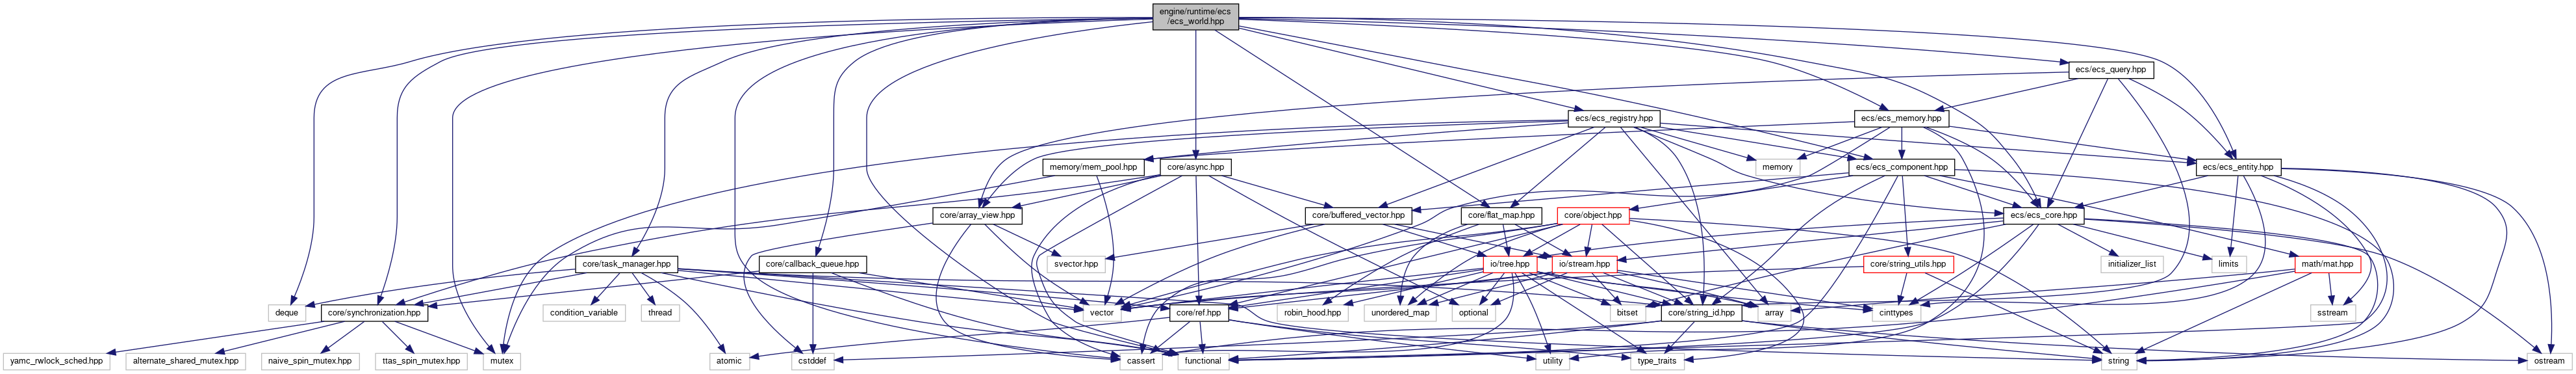 engine/runtime/ecs
/ecs_world.hpp
ecs/ecs_query.hpp
ecs/ecs_registry.hpp
ecs/ecs_memory.hpp
memory/mem_pool.hpp
core/async.hpp
memory
ecs/ecs_component.hpp
ecs/ecs_entity.hpp
core/array_view.hpp
core/buffered_vector.hpp
core/flat_map.hpp
core/object.hpp
ecs/ecs_core.hpp
core/task_manager.hpp
core/callback_queue.hpp
svector.hpp
io/tree.hpp
io/stream.hpp
core/string_utils.hpp
initializer_list
limits
math/mat.hpp
deque
core/synchronization.hpp
condition_variable
thread
vector
core/ref.hpp
robin_hood.hpp
unordered_map
optional
bitset
core/string_id.hpp
array
cinttypes
sstream
yamc_rwlock_sched.hpp
alternate_shared_mutex.hpp
naive_spin_mutex.hpp
ttas_spin_mutex.hpp
mutex
atomic
cstddef
cassert
functional
utility
type_traits
string
ostream